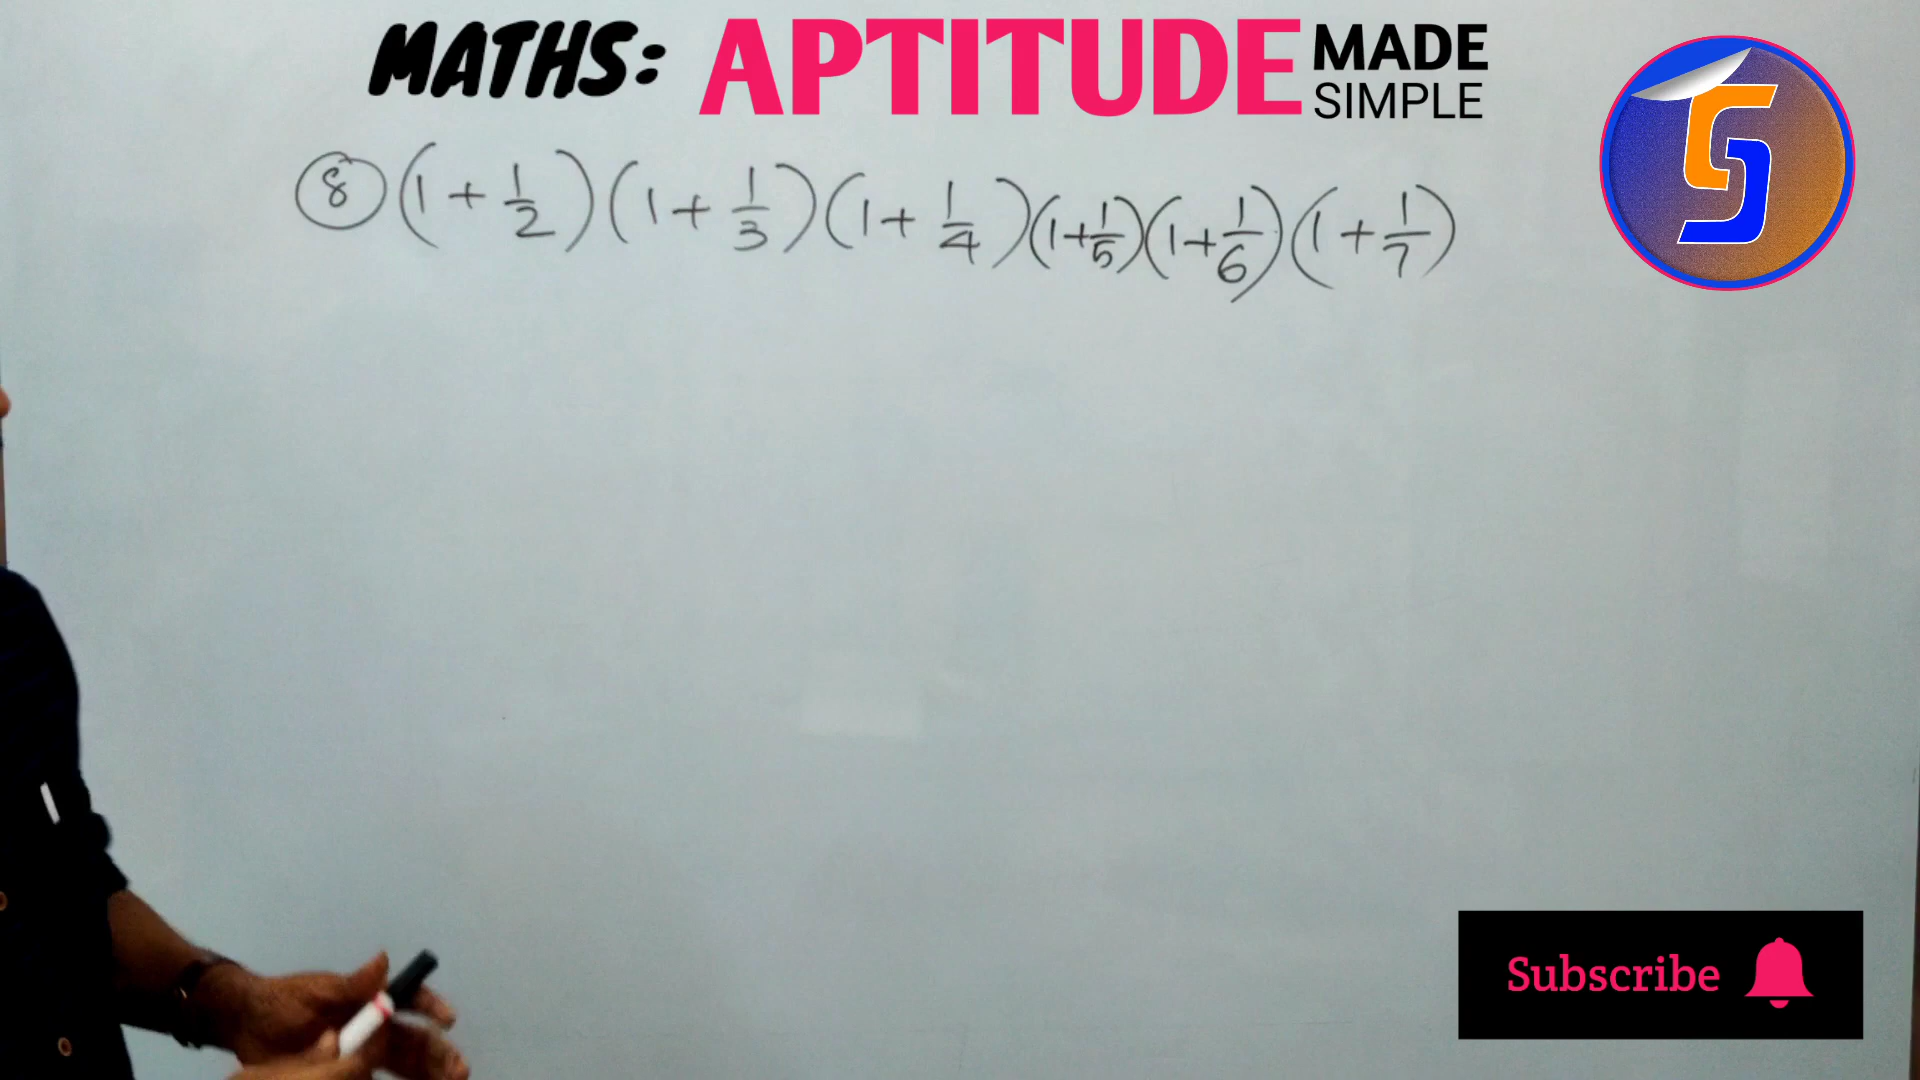 MATHS: APTITUDE MADE SIMPLE
⑧ (1 + 1/2) (1 + 1/3) (1 + 1/4) (1 + 1/5) (1 + 1/6) (1 + 1/7)
Subscribe